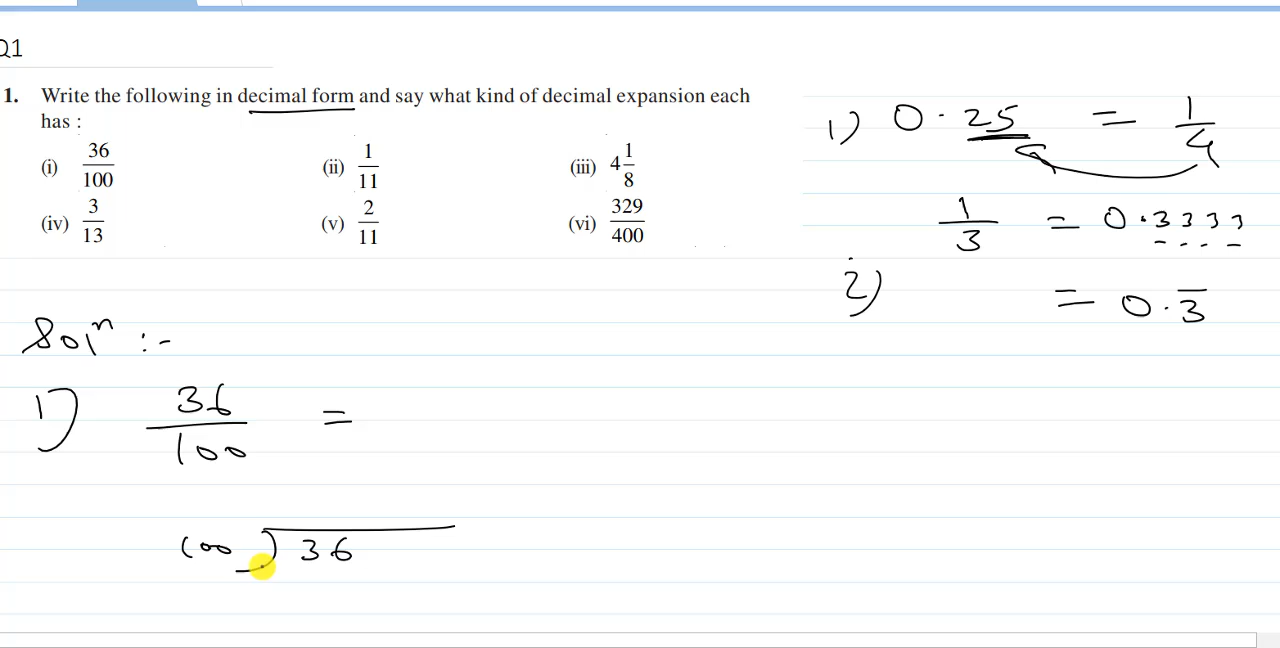 Q1
1. Write the following in decimal form and say what kind of decimal expansion each
has :
(i) 36/100 (ii) 1/11 (iii) 4 1/8
(iv) 3/13 (v) 2/11 (vi) 329/400
1) 0.25 = 1/4
1/3 = 0.3333
2) = 0.3̅
Solⁿ :-
1) 36/100 =
100 ) 36